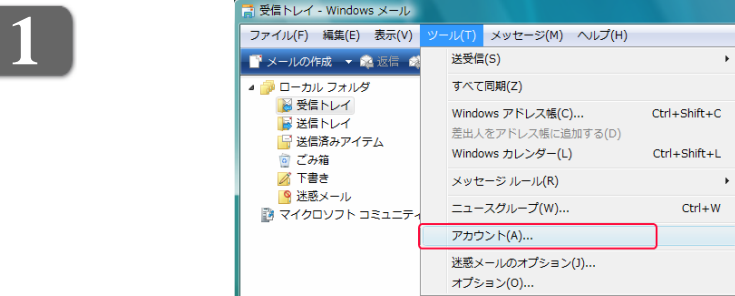 1
受信トレイ - Windows メール
ファイル(F) 編集(E) 表示(V) ツール(T) メッセージ(M) ヘルプ(H)
メールの作成 返信
ローカル フォルダ
受信トレイ
送信トレイ
送信済みアイテム
ごみ箱
下書き
迷惑メール
マイクロソフト コミュニティ
送受信(S)
すべて同期(Z)
Windows アドレス帳(C)... Ctrl+Shift+C
差出人をアドレス帳に追加する(D)
Windows カレンダー(L) Ctrl+Shift+L
メッセージ ルール(R)
ニュースグループ(W)... Ctrl+W
アカウント(A)...
迷惑メールのオプション(J)...
オプション(O)...